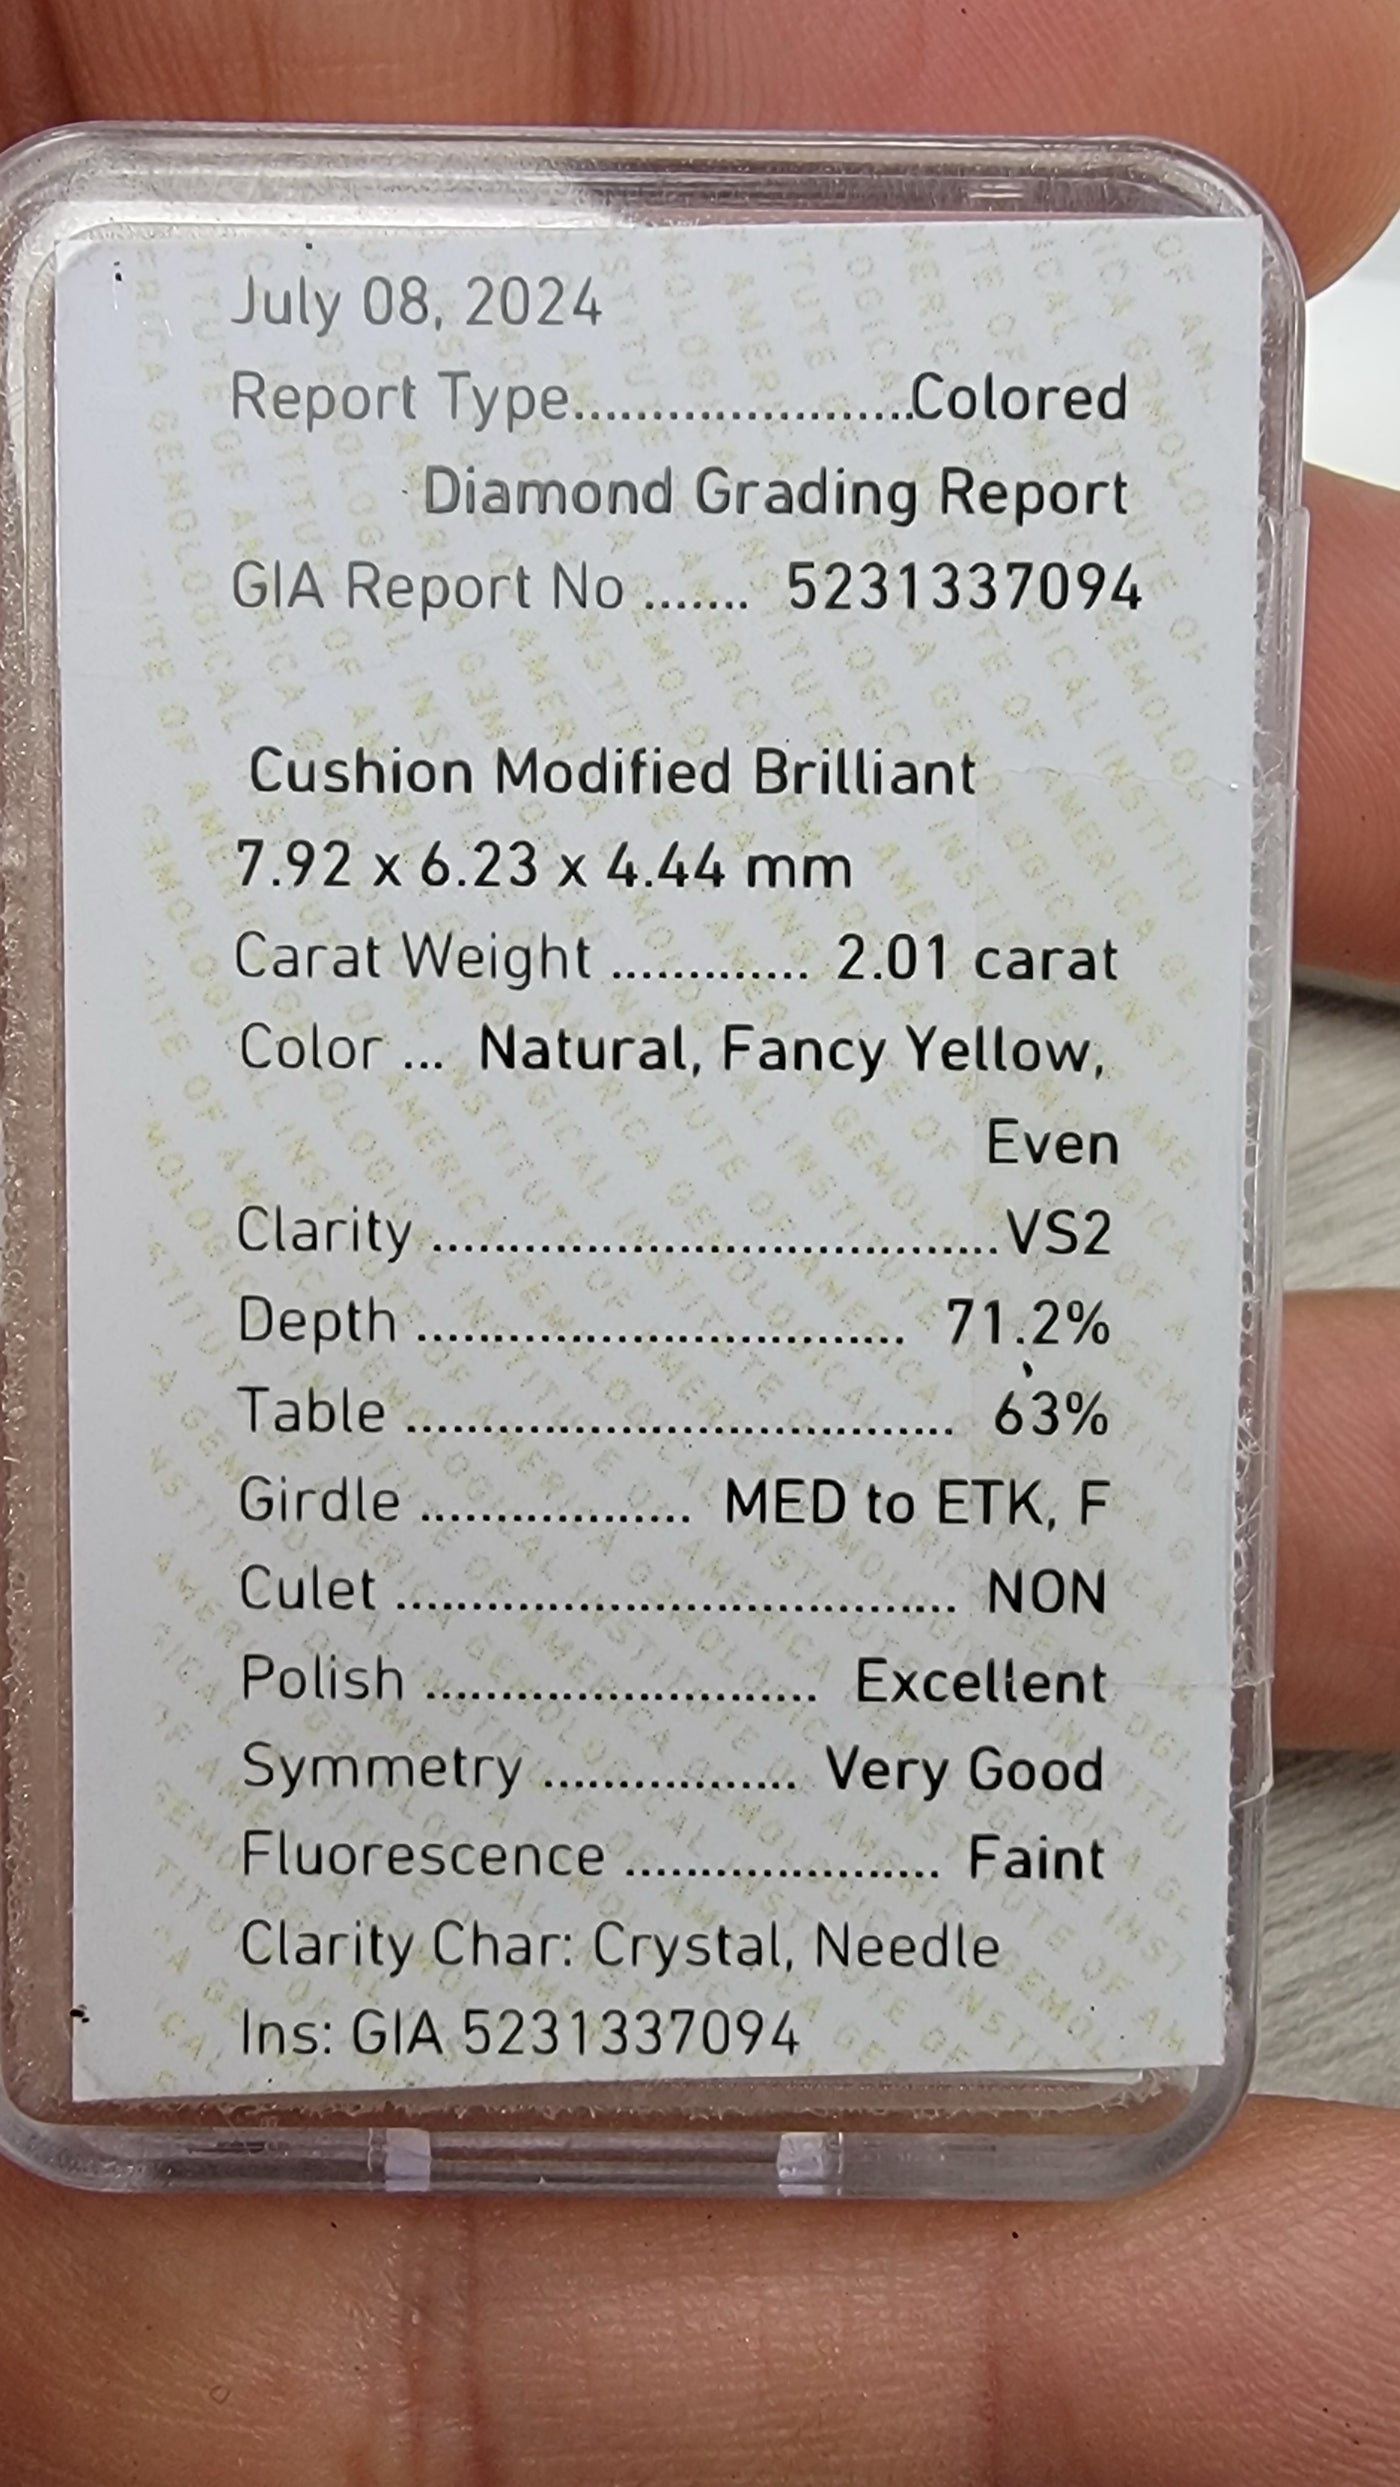 July 08, 2024
Report Type......................Colored
Diamond Grading Report
GIA Report No ....... 5231337094
Cushion Modified Brilliant
7.92 x 6.23 x 4.44 mm
Carat Weight ............. 2.01 carat
Color ... Natural, Fancy Yellow,
Even
Clarity .....................................VS2
Depth ................................ 71.2%
Table .................................... 63%
Girdle .................. MED to ETK, F
Culet ..................................... NON
Polish .......................... Excellent
Symmetry ................. Very Good
Fluorescence ..................... Faint
Clarity Char: Crystal, Needle
Ins: GIA 5231337094